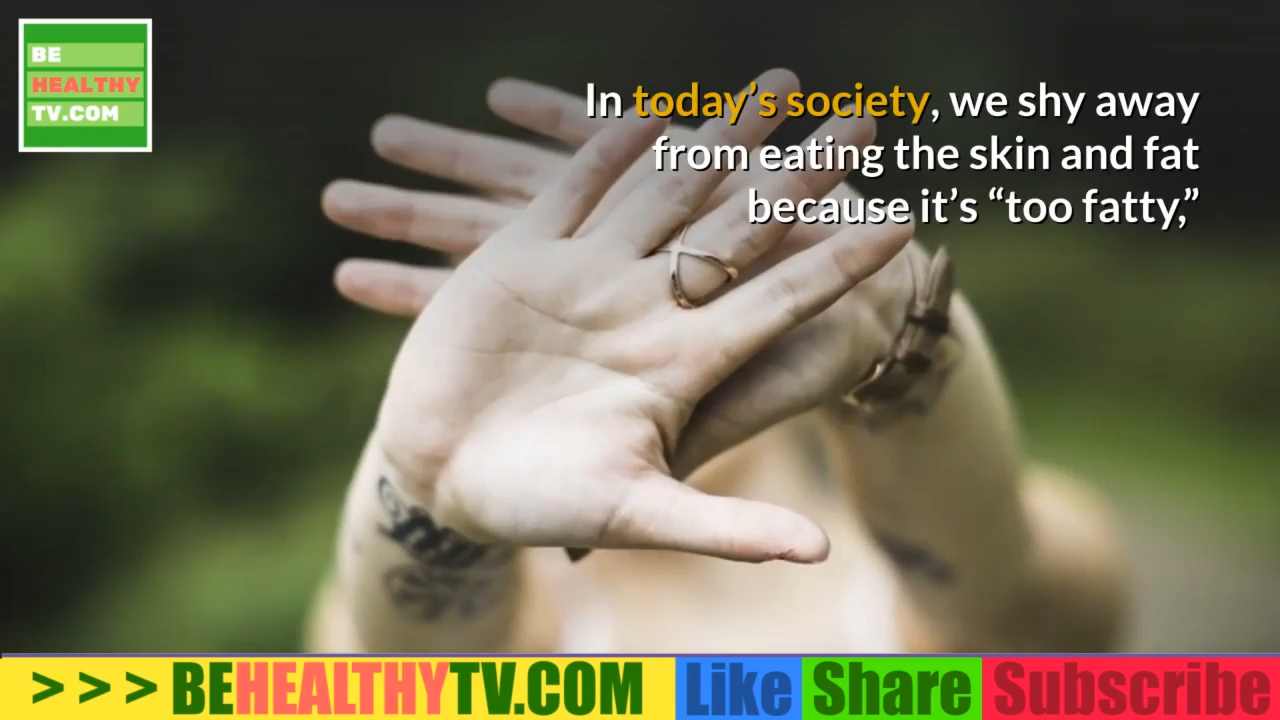 BE
HEALTHY
TV.COM
In today’s society, we shy away
from eating the skin and fat
because it’s “too fatty,”
> > > BEHEALTHYTV.COM Like Share Subscribe